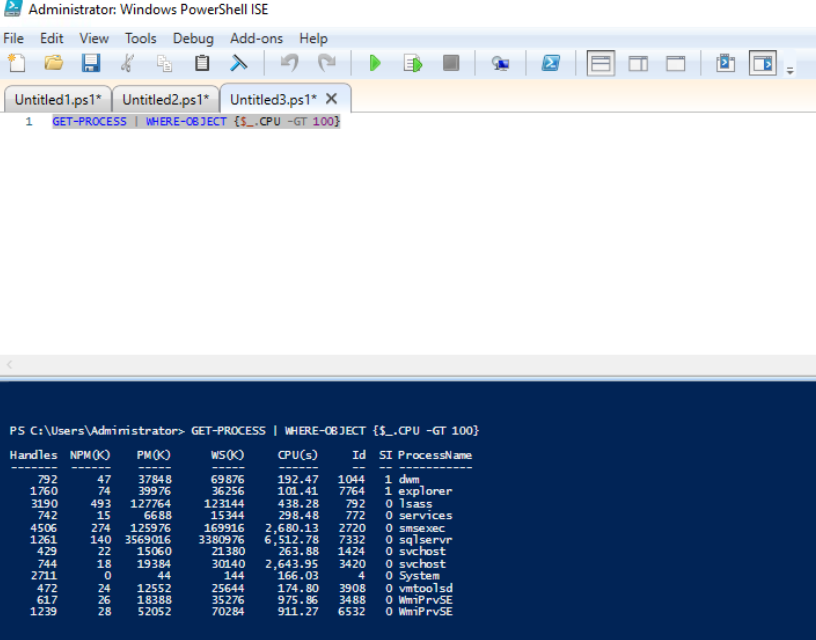 Administrator: Windows PowerShell ISE
File Edit View Tools Debug Add-ons Help
Untitled1.ps1* Untitled2.ps1* Untitled3.ps1* X
1 GET-PROCESS | WHERE-OBJECT {$_.CPU -GT 100}
PS C:\Users\Administrator> GET-PROCESS | WHERE-OBJECT {$_.CPU -GT 100}
Handles NPM(K) PM(K) WS(K) CPU(s) Id SI ProcessName
------- ------ ----- ----- ------ -- -- -----------
792 47 37848 69876 192.47 1044 1 dwm
1760 74 39976 36256 101.41 7764 1 explorer
3190 493 127764 123144 438.28 792 0 lsass
742 15 6688 15344 298.48 772 0 services
4506 274 125976 169916 2,680.13 2720 0 smsexec
1261 140 3569016 3380976 6,512.78 7332 0 sqlservr
429 22 15060 21380 263.88 1424 0 svchost
744 18 19384 30140 2,643.95 3420 0 svchost
2711 0 44 144 166.03 4 0 System
472 24 12552 25644 174.80 3908 0 vmtoolsd
617 26 18388 35276 975.86 3488 0 WmiPrvSE
1239 28 52052 70284 911.27 6532 0 WmiPrvSE